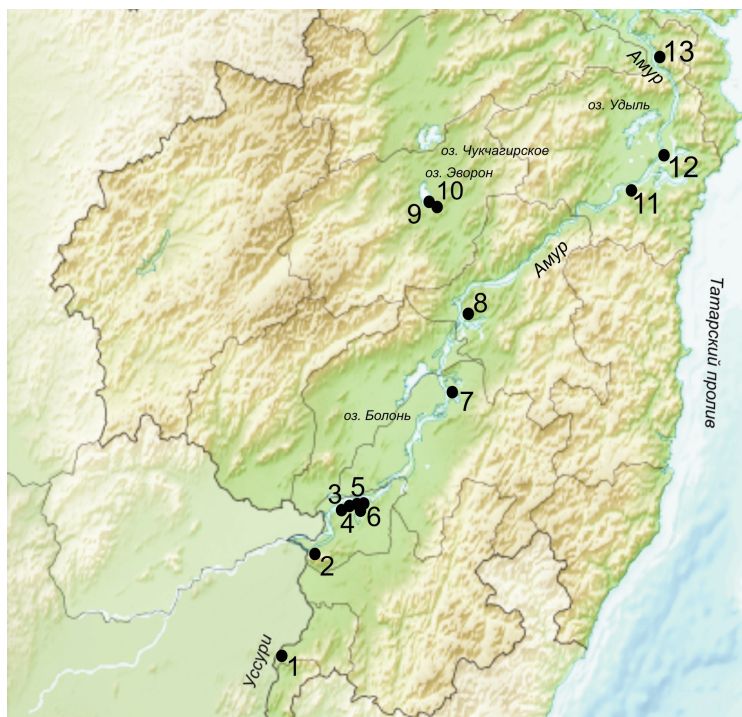 13
Амур
оз. Удыль
оз. Чукчагирское
12
оз. Эворон
10
9
11
Амур
Татарский пролив
8
7
оз. Болонь
5
3
4
6
2
Уссури
1